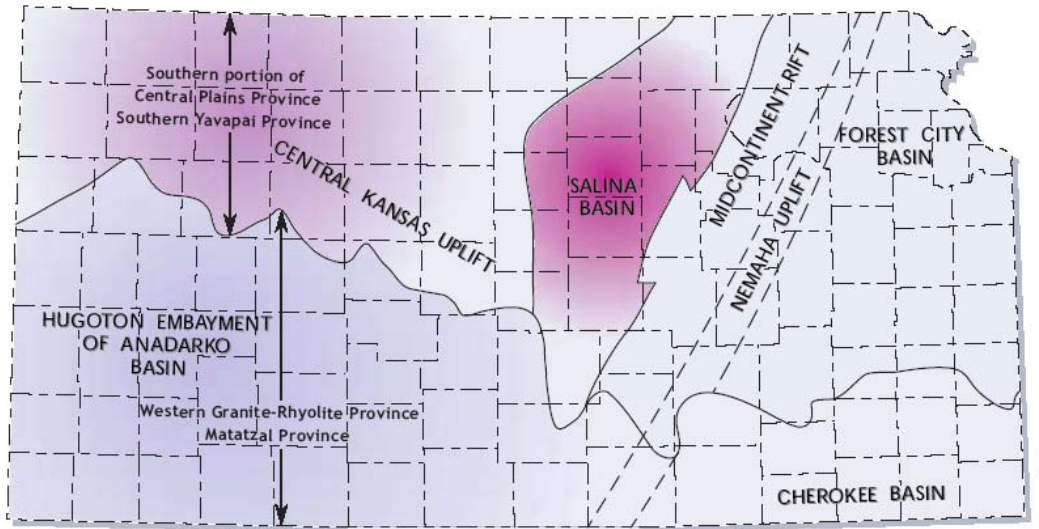 Southern portion of
Central Plains Province
Southern Yavapai Province
CENTRAL KANSAS UPLIFT
SALINA
BASIN
MIDCONTINENT RIFT
FOREST CITY
BASIN
NEMAHA UPLIFT
HUGOTON EMBAYMENT
OF ANADARKO
BASIN
Western Granite-Rhyolite Province
Matatzal Province
CHEROKEE BASIN